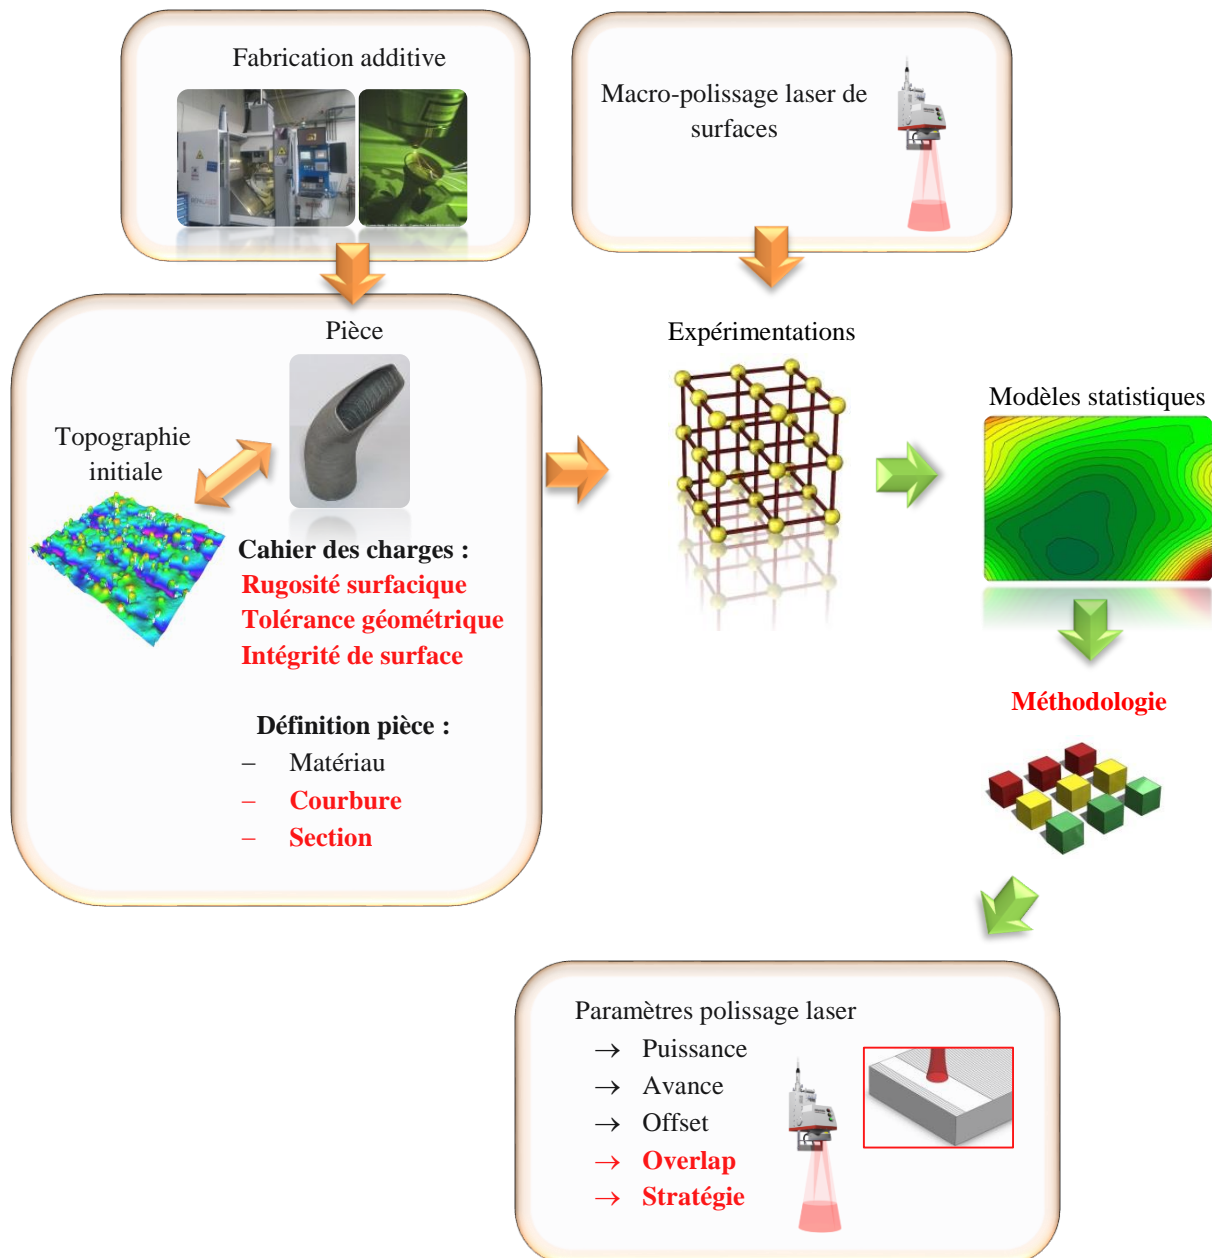 Fabrication additive
Macro-polissage laser de
surfaces
Pièce
Topographie
initiale
Cahier des charges :
Rugosité surfacique
Tolérance géométrique
Intégrité de surface
Définition pièce :
– Matériau
– Courbure
– Section
Expérimentations
Modèles statistiques
Méthodologie
Paramètres polissage laser
→ Puissance
→ Avance
→ Offset
→ Overlap
→ Stratégie